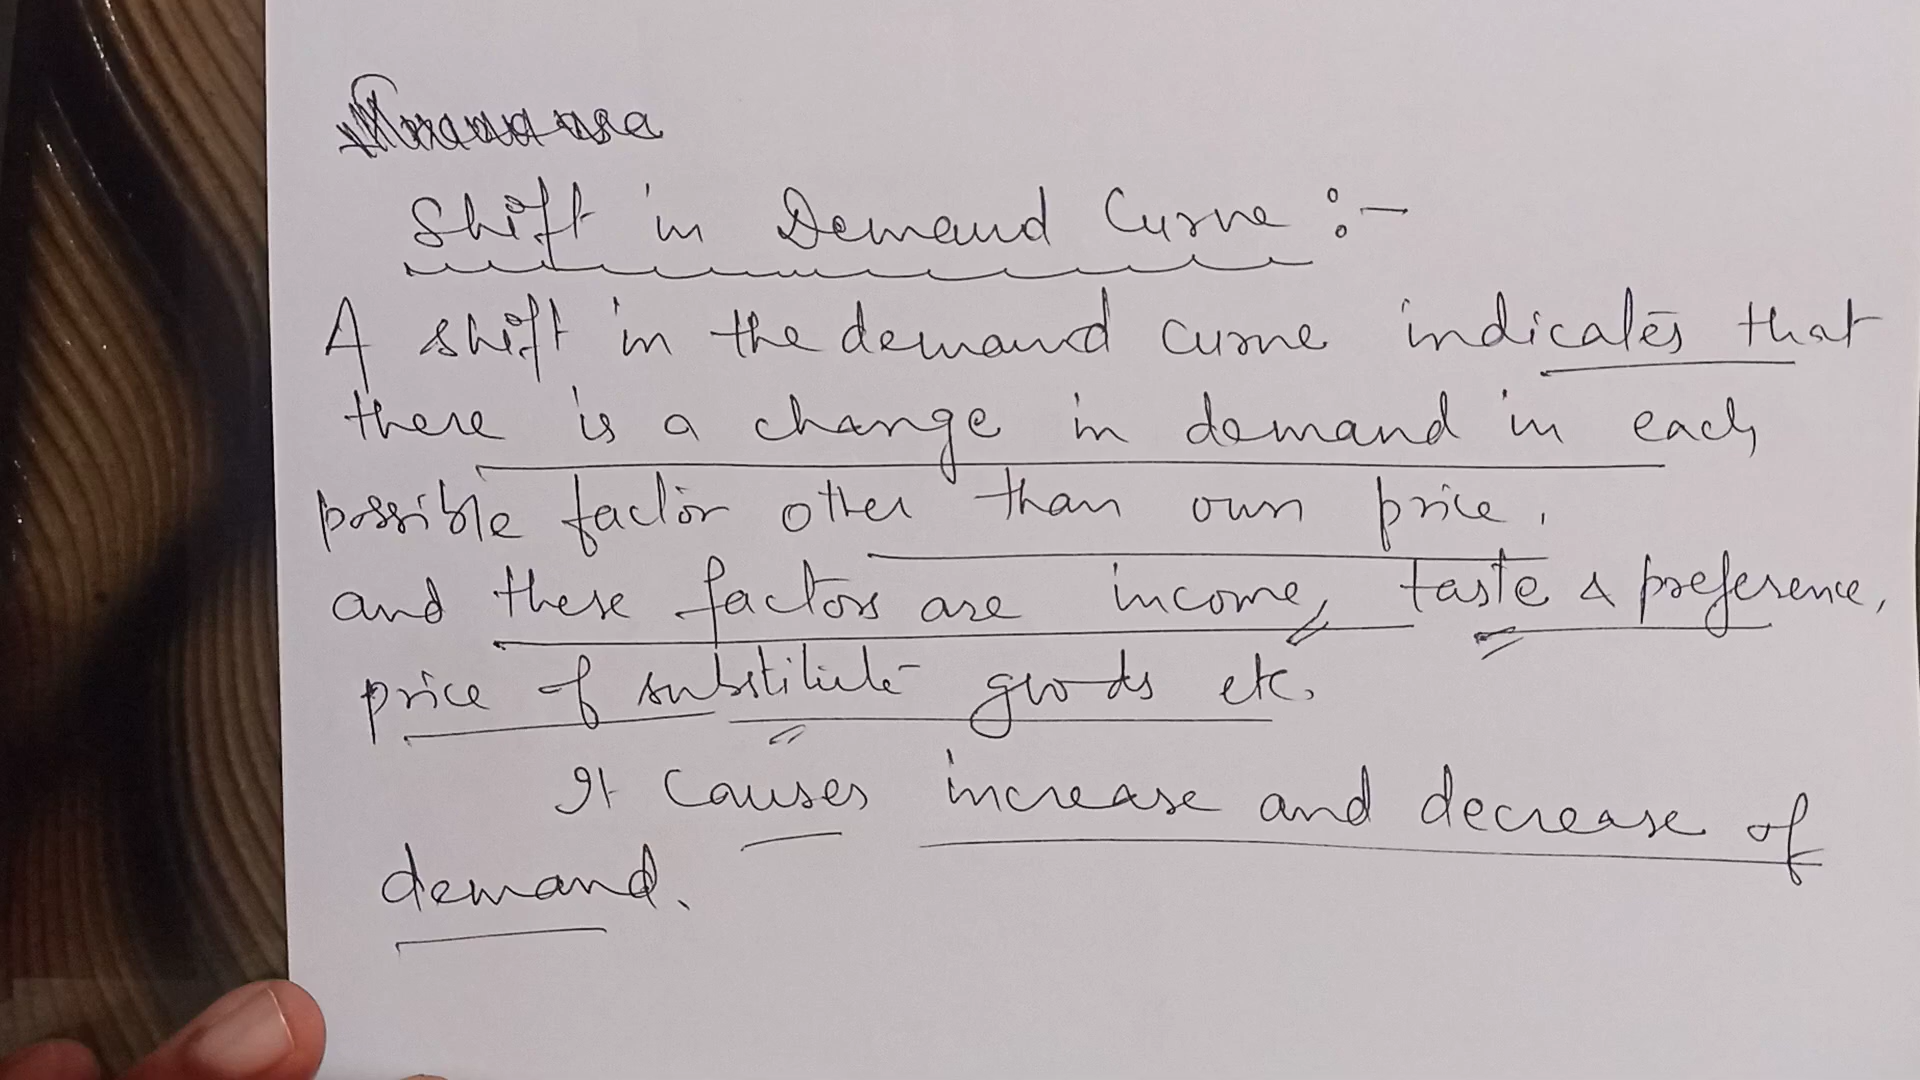 Shift in Demand Curve :-
A shift in the demand curve indicates that
there is a change in demand in each
possible factor other than own price,
and these factors are income, taste & preference,
price of substitute goods etc.
It causes increase and decrease of
demand.